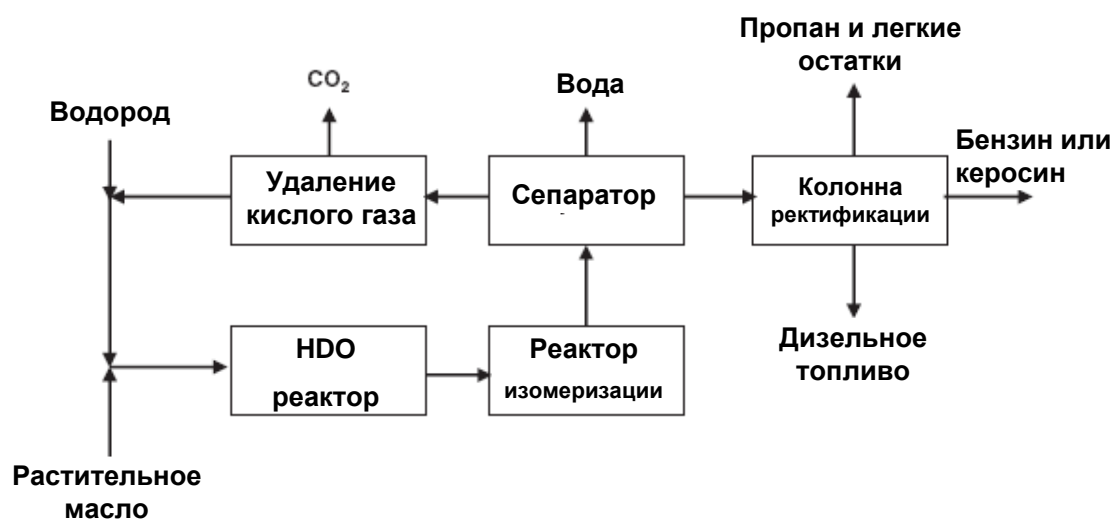 Пропан и легкие
остатки
CO₂
Вода
Водород
Бензин или
керосин
Удаление
кислого газа
Сепаратор
Колонна
ректификации
HDO
реактор
Реактор
изомеризации
Дизельное
топливо
Растительное
масло